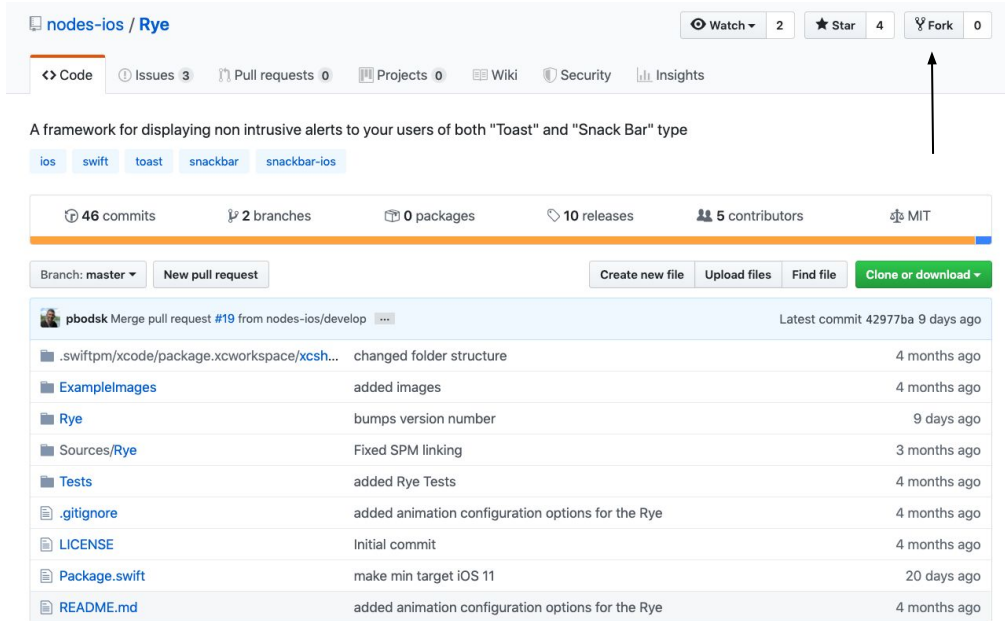 nodes-ios / Rye
Watch 2 Star 4 Fork 0
Code Issues 3 Pull requests 0 Projects 0 Wiki Security Insights
A framework for displaying non intrusive alerts to your users of both "Toast" and "Snack Bar" type
ios swift toast snackbar snackbar-ios
46 commits 2 branches 0 packages 10 releases 5 contributors MIT
Branch: master New pull request Create new file Upload files Find file Clone or download
pbodsk Merge pull request #19 from nodes-ios/develop ... Latest commit 42977ba 9 days ago
.swiftpm/xcode/package.xcworkspace/xcsh... changed folder structure 4 months ago
ExampleImages added images 4 months ago
Rye bumps version number 9 days ago
Sources/Rye Fixed SPM linking 3 months ago
Tests added Rye Tests 4 months ago
.gitignore added animation configuration options for the Rye 4 months ago
LICENSE Initial commit 4 months ago
Package.swift make min target iOS 11 20 days ago
README.md added animation configuration options for the Rye 4 months ago